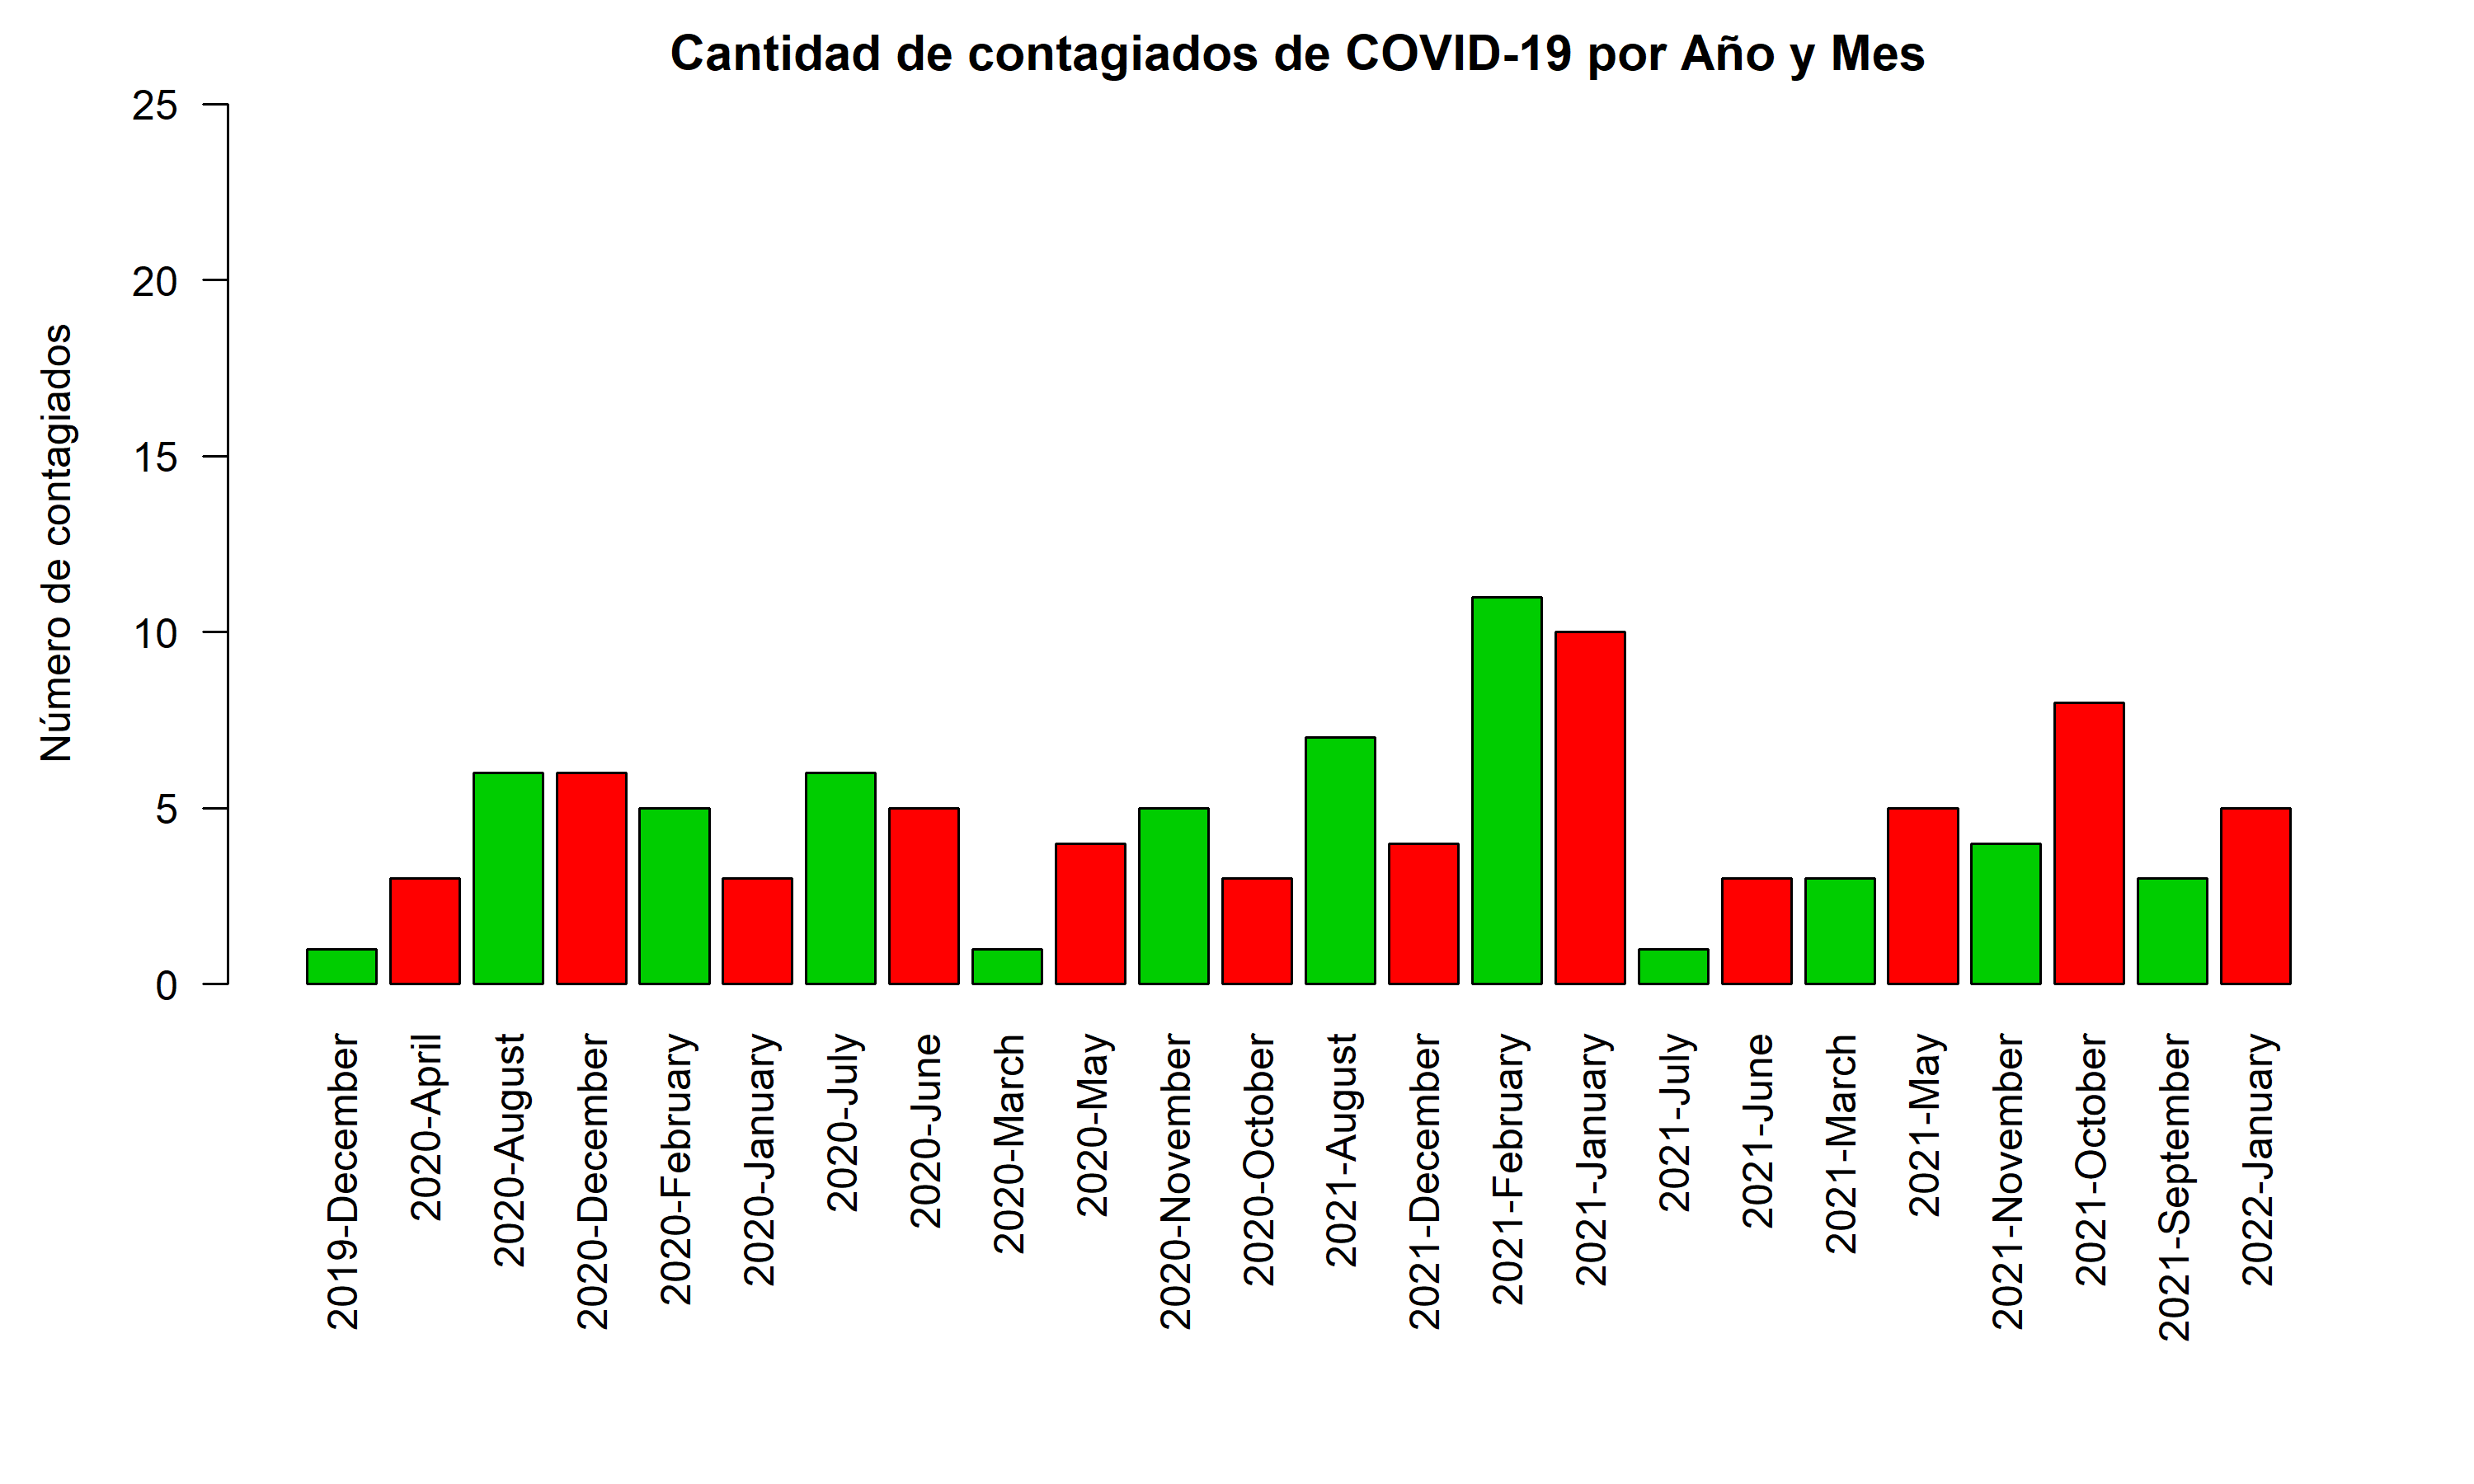 Cantidad de contagiados de COVID-19 por Año y Mes
Número de contagiados
25
20
15
10
5
0
2019-December
2020-April
2020-August
2020-December
2020-February
2020-January
2020-July
2020-June
2020-March
2020-May
2020-November
2020-October
2021-August
2021-December
2021-February
2021-January
2021-July
2021-June
2021-March
2021-May
2021-November
2021-October
2021-September
2022-January